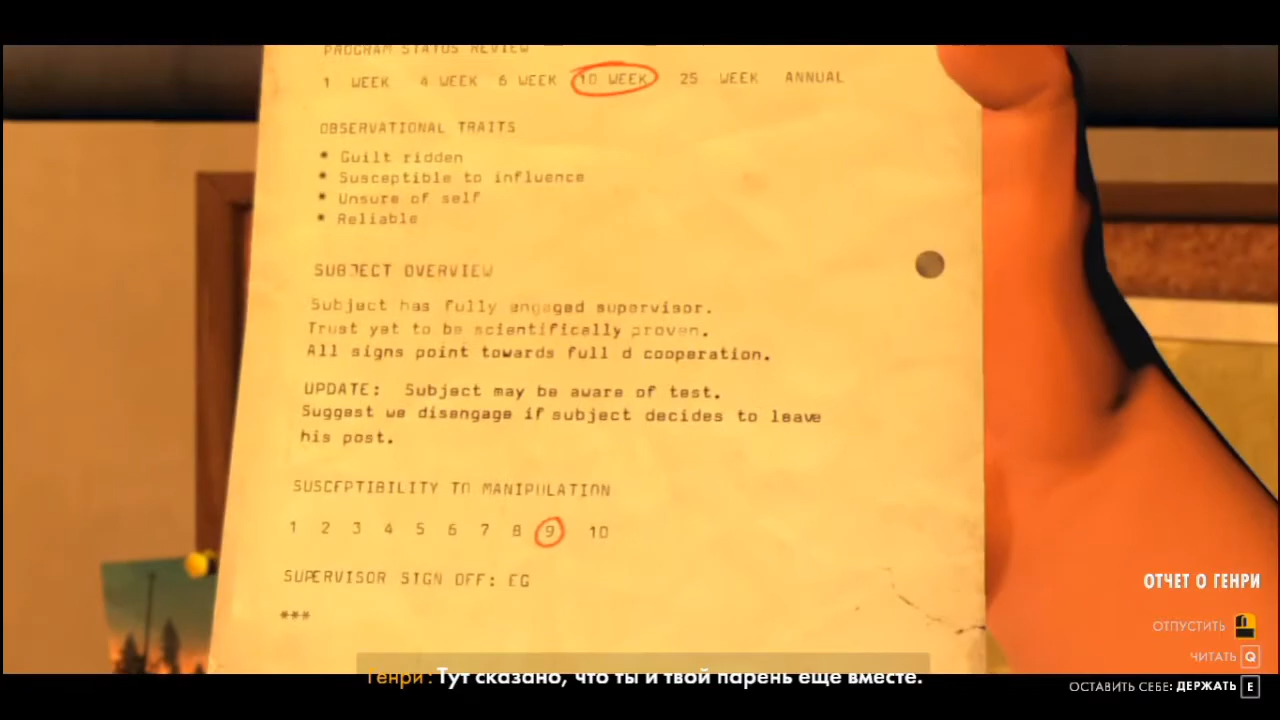 PROGRAM STATUS REVIEW
1 WEEK 4 WEEK 6 WEEK 10 WEEK 25 WEEK ANNUAL
OBSERVATIONAL TRAITS
* Guilt ridden
* Susceptible to influence
* Unsure of self
* Reliable
SUBJECT OVERVIEW
Subject has fully engaged supervisor.
Trust yet to be scientifically proven.
All signs point towards full d cooperation.
UPDATE: Subject may be aware of test.
Suggest we disengage if subject decides to leave
his post.
SUSCEPTIBILITY TO MANIPULATION
1 2 3 4 5 6 7 8 9 10
SUPERVISOR SIGN OFF: EG
***
ОТЧЕТ О ГЕНРИ
ОТПУСТИТЬ
ЧИТАТЬ Q
ОСТАВИТЬ СЕБЕ: ДЕРЖАТЬ E
Генри: Тут сказано, что ты и твой парень еще вместе.